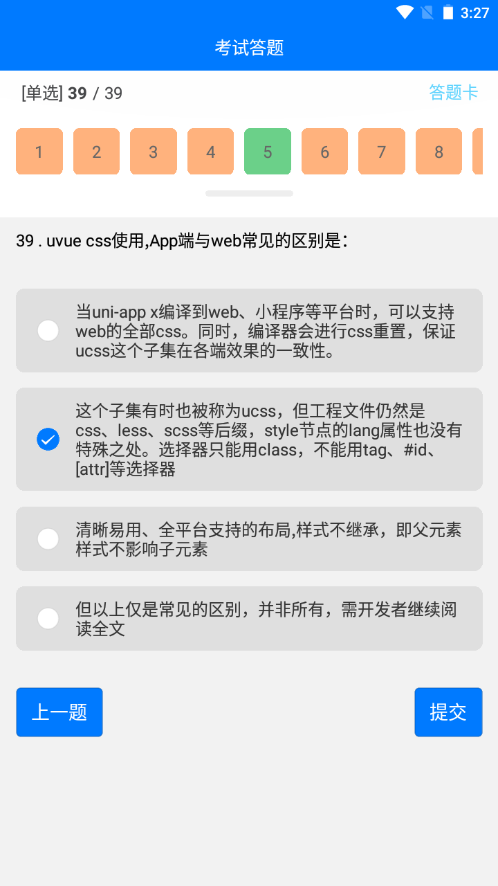 3:27
考试答题
[单选] 39 / 39
答题卡
1 2 3 4 5 6 7 8
39 . uvue css使用,App端与web常见的区别是：
当uni-app x编译到web、小程序等平台时，可以支持
web的全部css。同时，编译器会进行css重置，保证
ucss这个子集在各端效果的一致性。
这个子集有时也被称为ucss，但工程文件仍然是
css、less、scss等后缀，style节点的lang属性也没有
特殊之处。选择器只能用class，不能用tag、#id、
[attr]等选择器
清晰易用、全平台支持的布局,样式不继承，即父元素
样式不影响子元素
但以上仅是常见的区别，并非所有，需开发者继续阅
读全文
上一题
提交